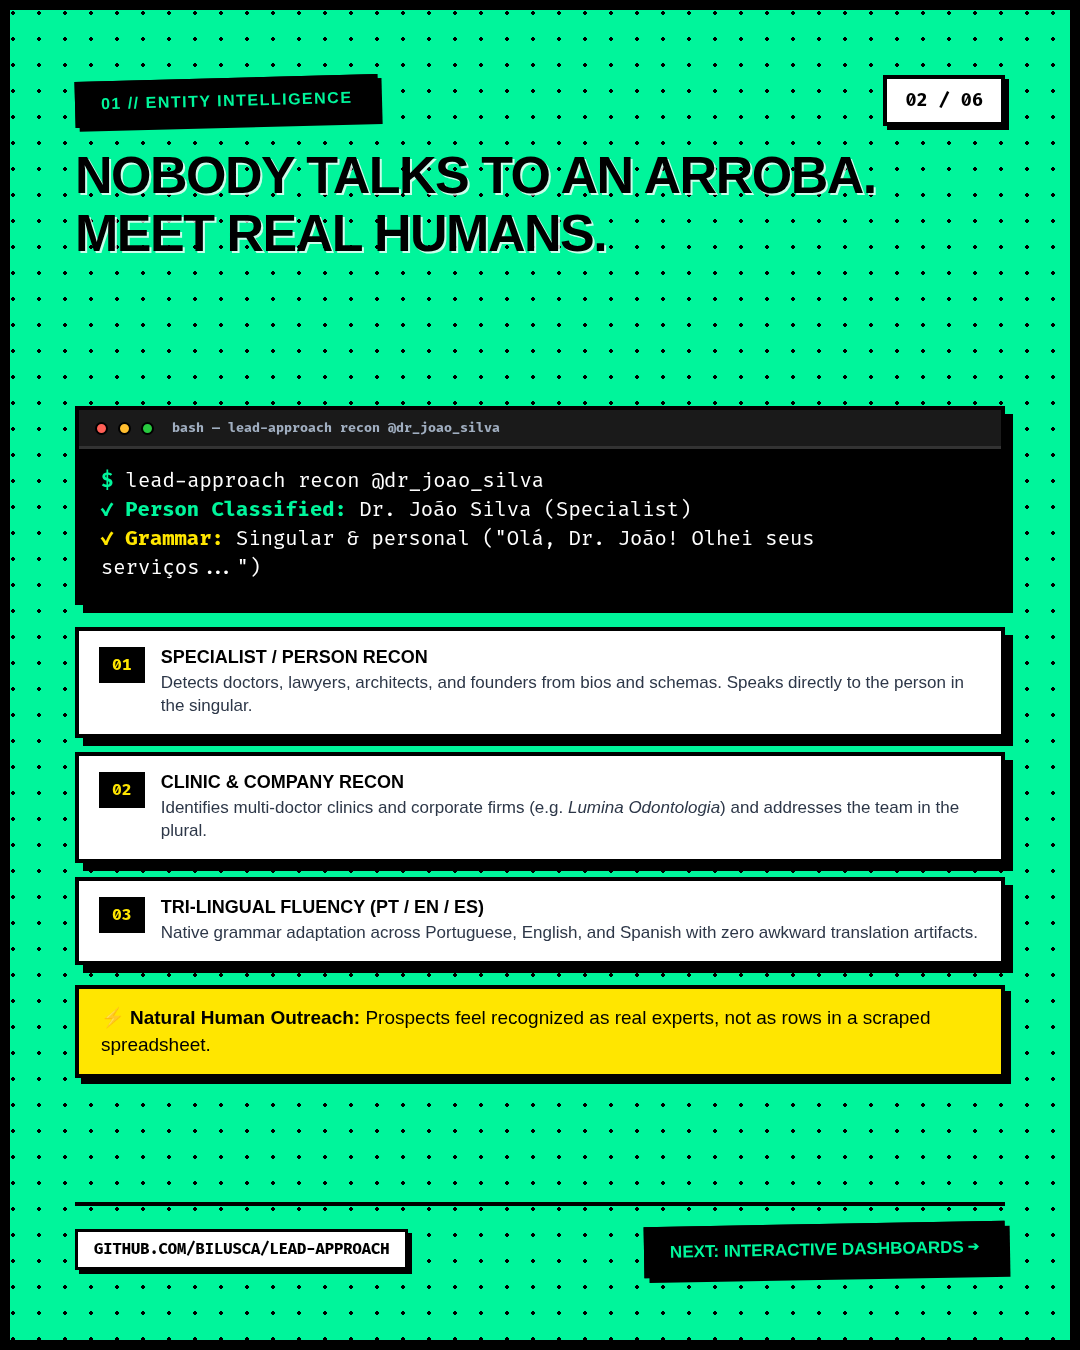 01 // ENTITY INTELLIGENCE
02 / 06
NOBODY TALKS TO AN ARROBA.
MEET REAL HUMANS.
bash — lead-approach recon @dr_joao_silva
$ lead-approach recon @dr_joao_silva
✓ Person Classified: Dr. João Silva (Specialist)
✓ Grammar: Singular & personal ("Olá, Dr. João! Olhei seus
serviços...")
01
SPECIALIST / PERSON RECON
Detects doctors, lawyers, architects, and founders from bios and schemas. Speaks directly to the person in
the singular.
02
CLINIC & COMPANY RECON
Identifies multi-doctor clinics and corporate firms (e.g. Lumina Odontologia) and addresses the team in the
plural.
03
TRI-LINGUAL FLUENCY (PT / EN / ES)
Native grammar adaptation across Portuguese, English, and Spanish with zero awkward translation artifacts.
⚡ Natural Human Outreach: Prospects feel recognized as real experts, not as rows in a scraped
spreadsheet.
GITHUB.COM/BILUSCA/LEAD-APPROACH
NEXT: INTERACTIVE DASHBOARDS ➔